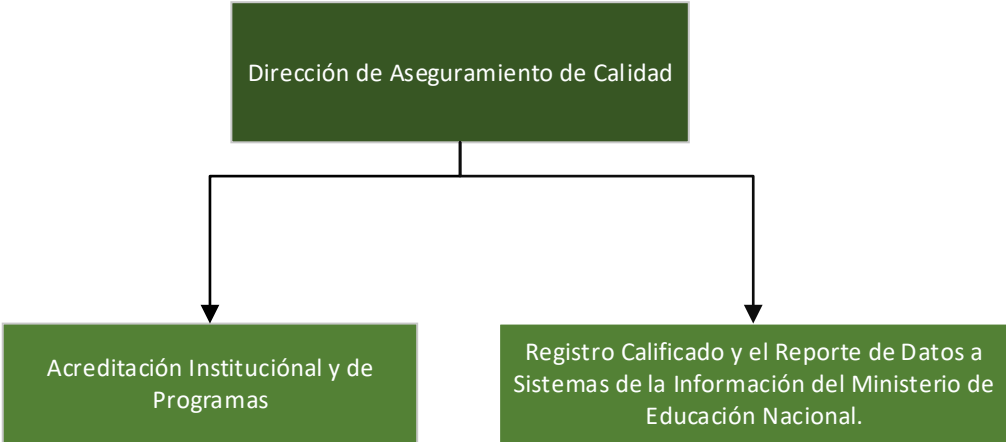 Dirección de Aseguramiento de Calidad
Acreditación Instituciónal y de
Programas
Registro Calificado y el Reporte de Datos a
Sistemas de la Información del Ministerio de
Educación Nacional.